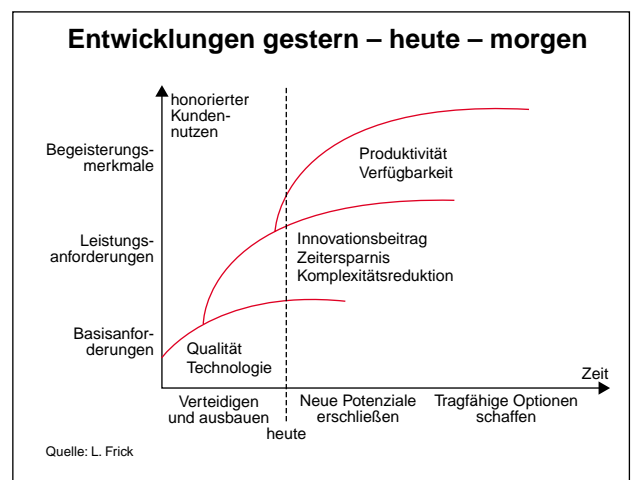 Entwicklungen gestern – heute – morgen
honorierter
Kunden-
nutzen
Begeisterungs-
merkmale
Produktivität
Verfügbarkeit
Leistungs-
anforderungen
Innovationsbeitrag
Zeitersparnis
Komplexitätsreduktion
Basisanfor-
derungen
Qualität
Technologie
Zeit
Verteidigen
und ausbauen
Neue Potenziale
erschließen
Tragfähige Optionen
schaffen
heute
Quelle: L. Frick